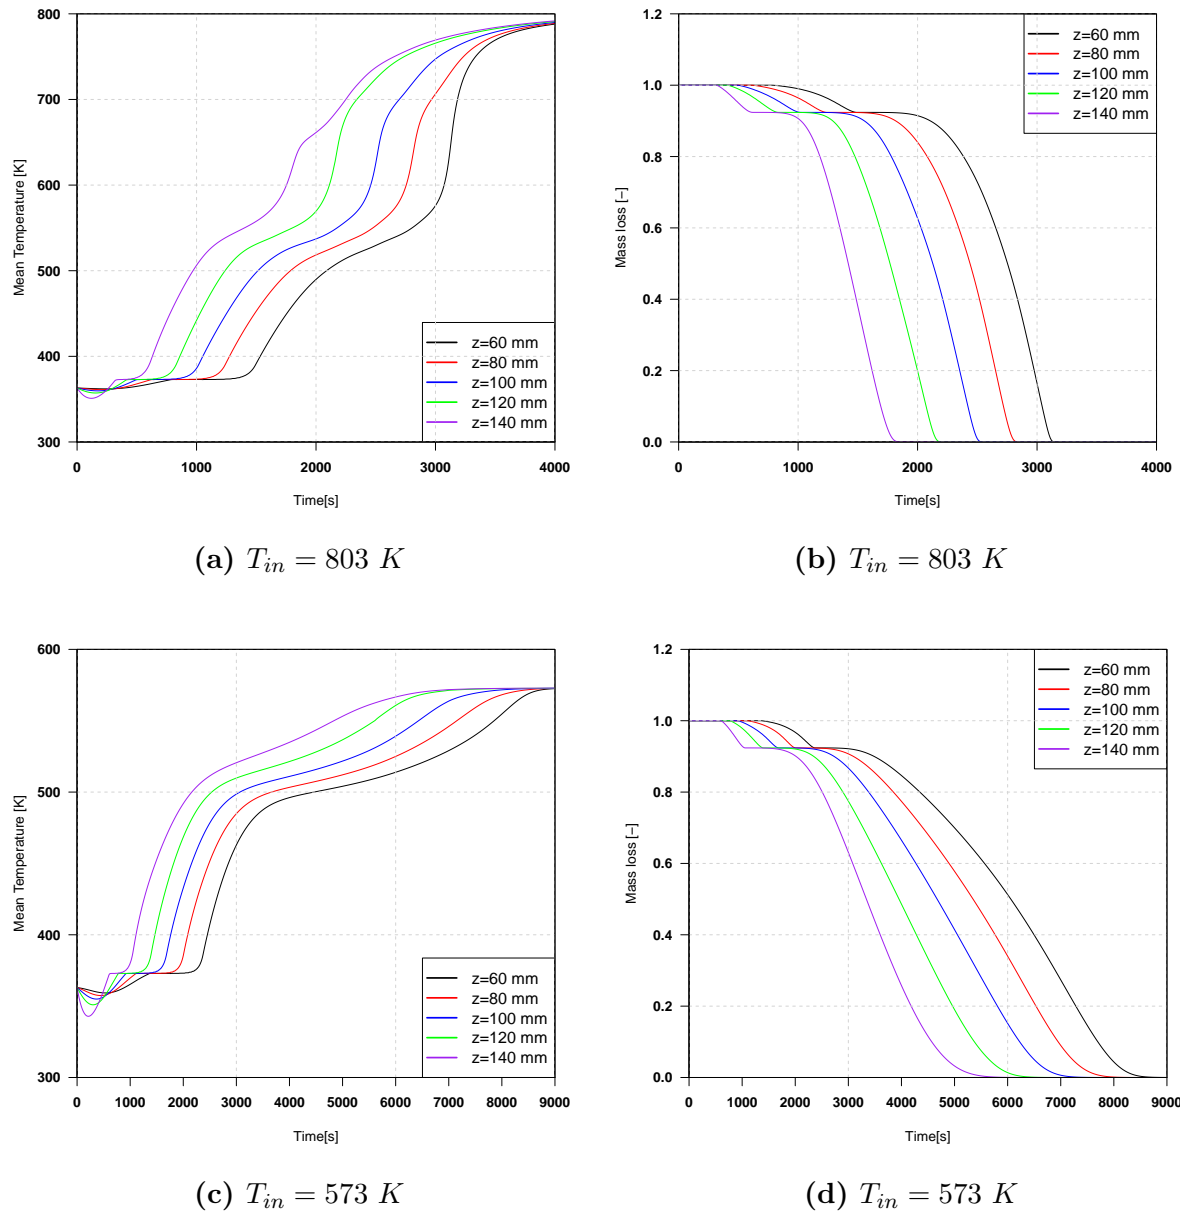 800
700
600
500
400
300
Mean Temperature [K]
z=60 mm
z=80 mm
z=100 mm
z=120 mm
z=140 mm
0 1000 2000 3000 4000
Time[s]
(a) T_in = 803 K
1.2
1.0
0.8
0.6
0.4
0.2
0.0
Mass loss [−]
z=60 mm
z=80 mm
z=100 mm
z=120 mm
z=140 mm
0 1000 2000 3000 4000
Time[s]
(b) T_in = 803 K
600
500
400
300
Mean Temperature [K]
z=60 mm
z=80 mm
z=100 mm
z=120 mm
z=140 mm
0 1000 2000 3000 4000 5000 6000 7000 8000 9000
Time[s]
(c) T_in = 573 K
1.2
1.0
0.8
0.6
0.4
0.2
0.0
Mass loss [−]
z=60 mm
z=80 mm
z=100 mm
z=120 mm
z=140 mm
0 1000 2000 3000 4000 5000 6000 7000 8000 9000
Time[s]
(d) T_in = 573 K